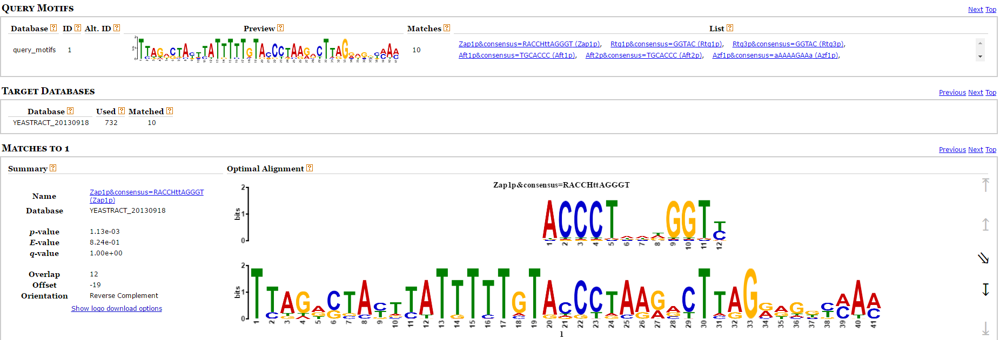 Query Motifs
Next Top
Database ? ID ? Alt. ID ? Preview ? Matches ? List ?
query_motifs 1 10 Zap1p&consensus=RACCHttAGGGT (Zap1p), Rtg1p&consensus=GGTAC (Rtg1p), Rtg3p&consensus=GGTAC (Rtg3p),
Aft1p&consensus=TGCACCC (Aft1p), Aft2p&consensus=TGCACCC (Aft2p), Azf1p&consensus=aAAAAGAAa (Azf1p),
Target Databases
Previous Next Top
Database ? Used ? Matched ?
YEASTRACT_20130918 732 10
Matches to 1
Previous Next Top
Summary ?
Name Zap1p&consensus=RACCHttAGGGT
(Zap1p)
Database YEASTRACT_20130918
p-value 1.13e-03
E-value 8.24e-01
q-value 1.00e+00
Overlap 12
Offset -19
Orientation Reverse Complement
Show logo download options
Optimal Alignment ?
Zap1p&consensus=RACCHttAGGGT
2
bits
1
0
ACCCT GGT
1 2 3 4 5 6 7 8 9 10 11 12
2
bits
1
0
1 2 3 4 5 6 7 8 9 10 11 12 13 14 15 16 17 18 19 20 21 22 23 24 25 26 27 28 29 30 31 32 33 34 35 36 37 38 39 40 41
1